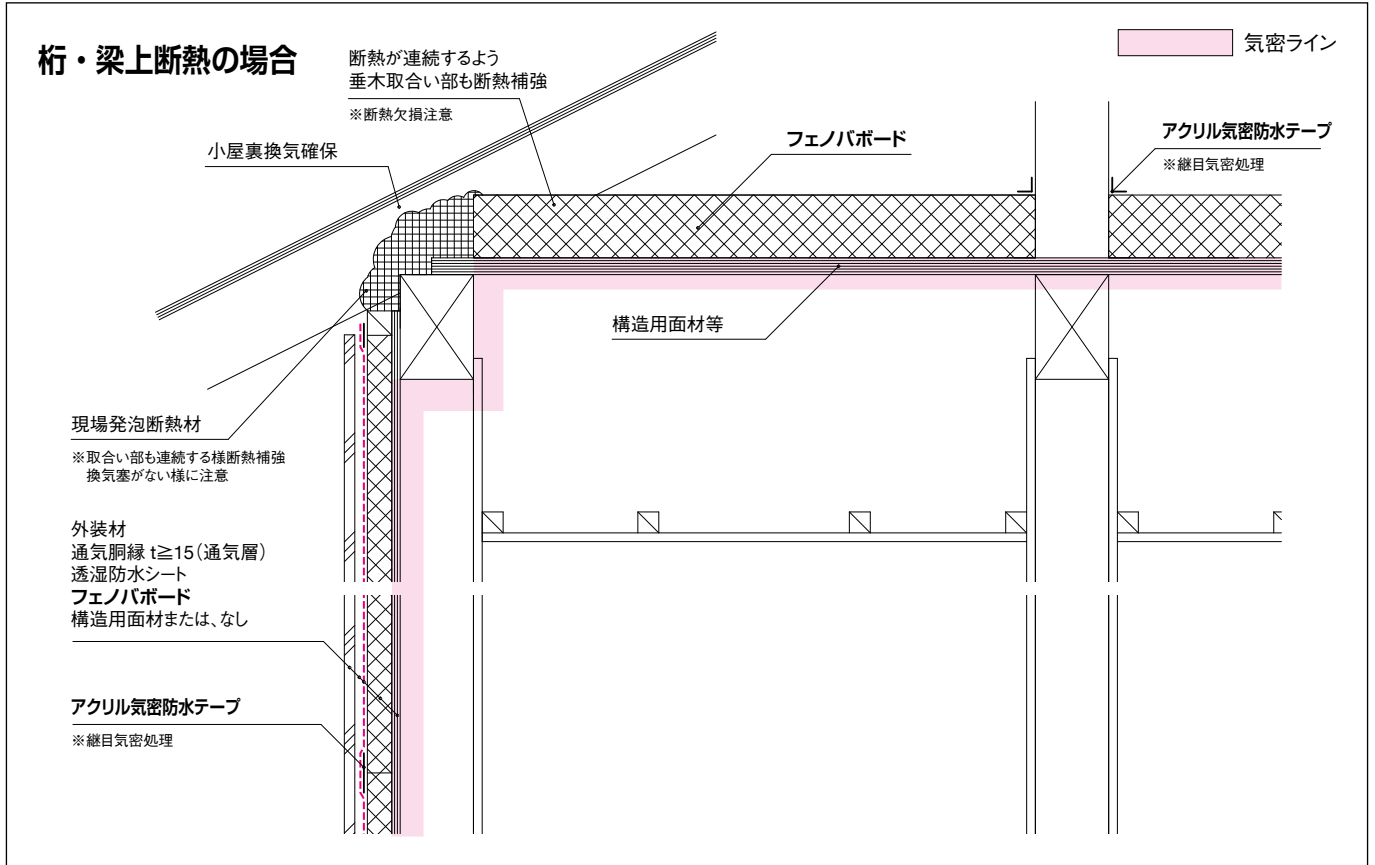 桁・梁上断熱の場合
断熱が連続するよう
垂木取合い部も断熱補強
※断熱欠損注意
気密ライン
小屋裏換気確保
フェノバボード
アクリル気密防水テープ
※継目気密処理
構造用面材等
現場発泡断熱材
※取合い部も連続する様断熱補強
換気塞がない様に注意
外装材
通気胴縁 t≧15(通気層)
透湿防水シート
フェノバボード
構造用面材または、なし
アクリル気密防水テープ
※継目気密処理